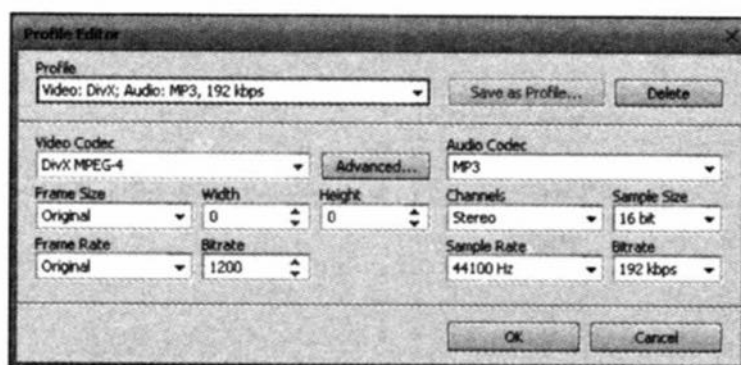 Profile Editor
Profile
Video: DivX; Audio: MP3, 192 kbps
Save as Profile...
Delete
Video Codec
Audio Codec
DivX MPEG-4
Advanced...
MP3
Frame Size
Width
Height
Channels
Sample Size
Original
0
0
Stereo
16 bit
Frame Rate
Bitrate
Sample Rate
Bitrate
Original
1200
44100 Hz
192 kbps
OK
Cancel